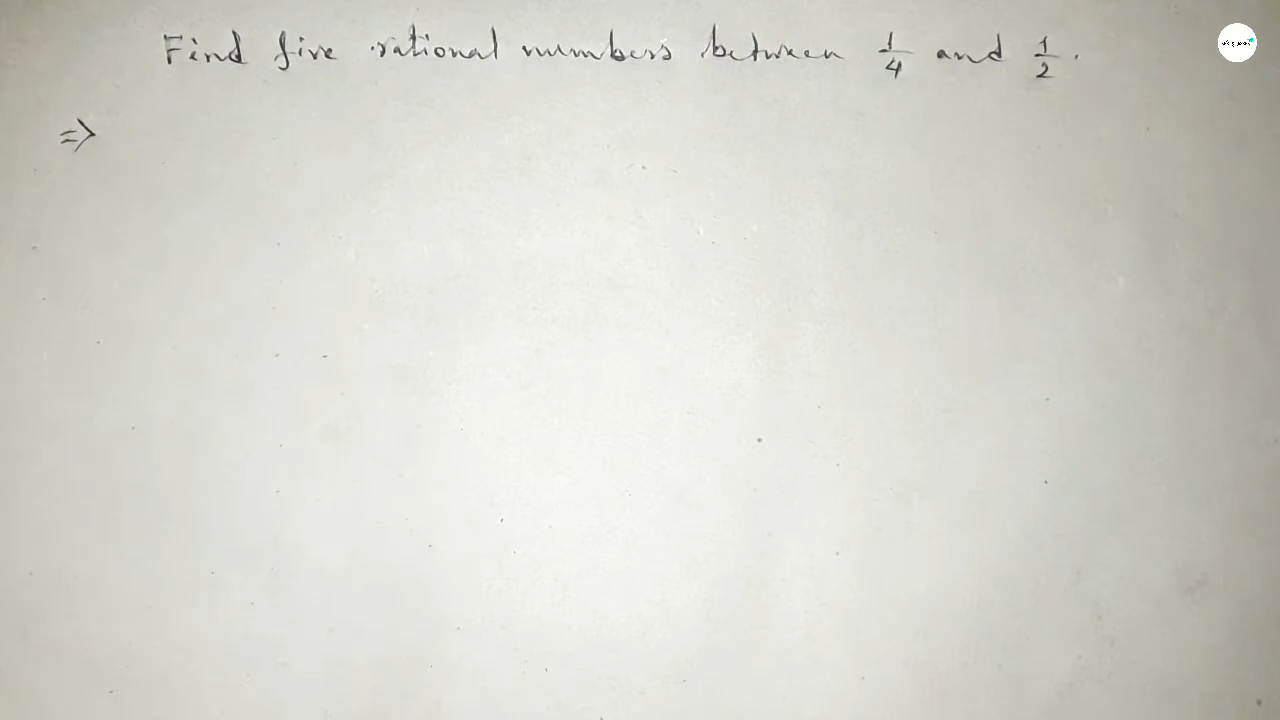 Find five rational numbers between 1/4 and 1/2.
⇒